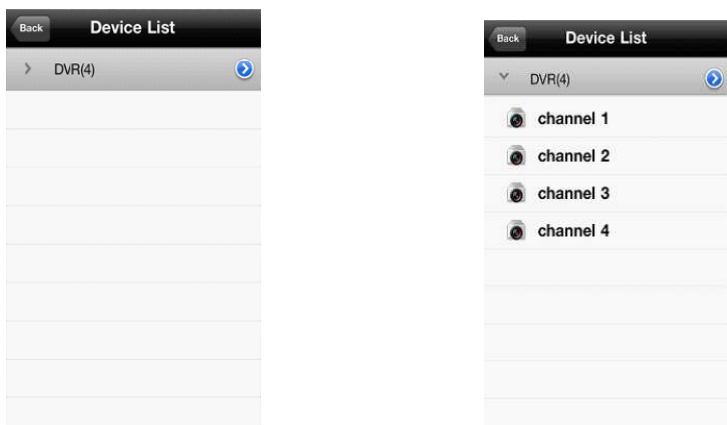 Back Device List
DVR(4)
Back Device List
DVR(4)
channel 1
channel 2
channel 3
channel 4